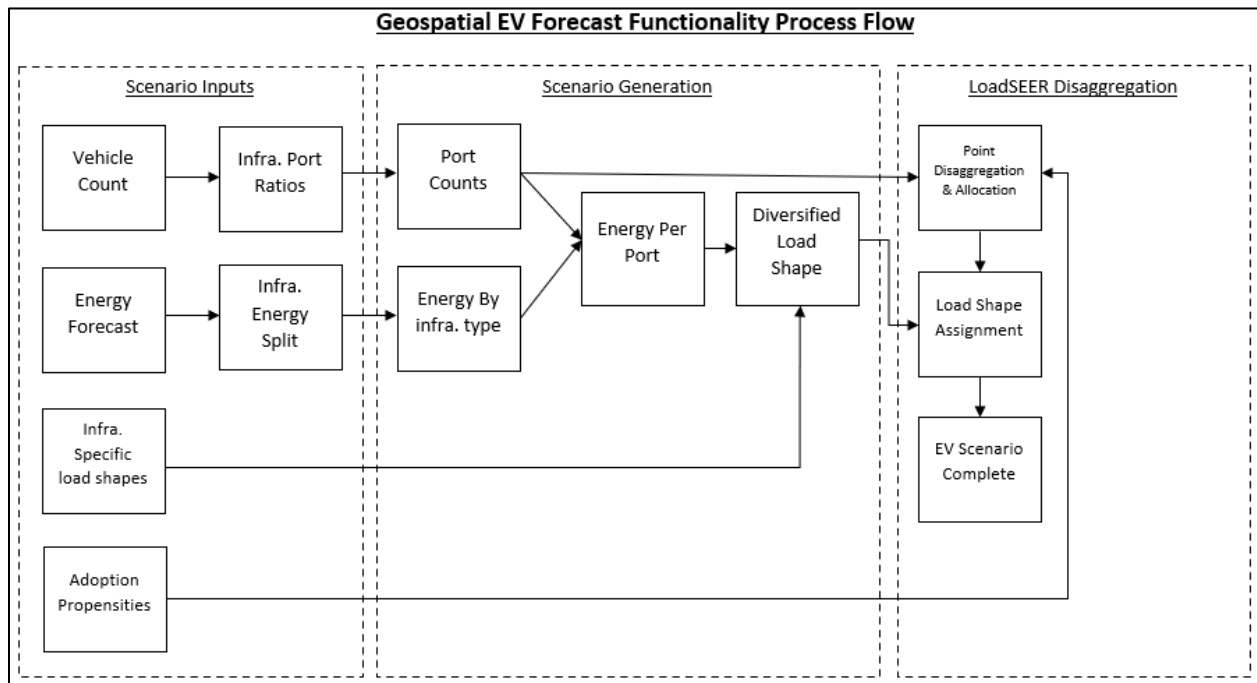 Geospatial EV Forecast Functionality Process Flow
Scenario Inputs
Vehicle
Count
Infra. Port
Ratios
Energy
Forecast
Infra.
Energy
Split
Infra.
Specific
load shapes
Adoption
Propensities
Scenario Generation
Port
Counts
Energy By
infra. type
Energy Per
Port
Diversified
Load
Shape
LoadSEER Disaggregation
Point
Disaggregation
& Allocation
Load Shape
Assignment
EV Scenario
Complete